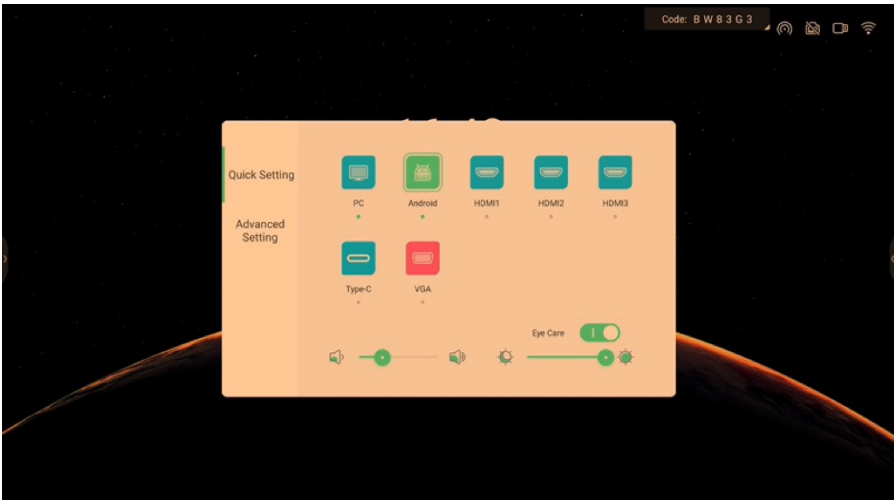 Code: B W 8 3 G 3
Quick Setting
Advanced
Setting
PC
Android
HDMI1
HDMI2
HDMI3
Type-C
VGA
Eye Care